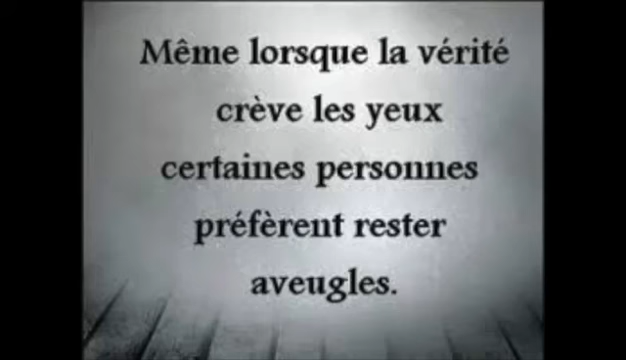 Même lorsque la vérité
crève les yeux
certaines personnes
préfèrent rester
aveugles.